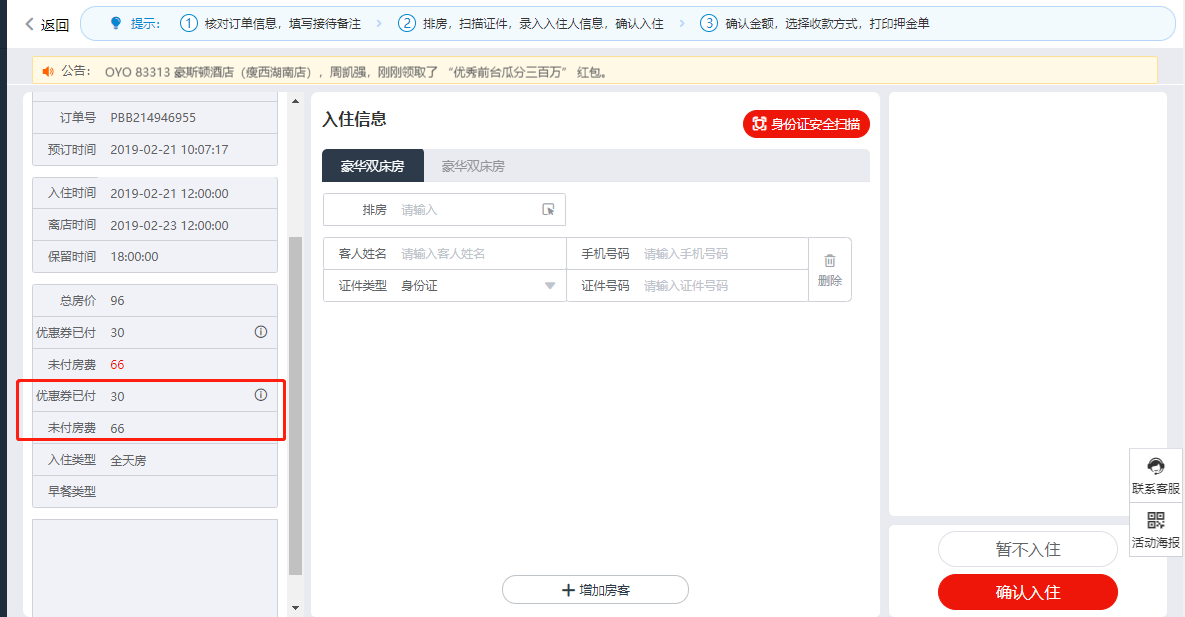 返回
提示： ① 核对订单信息，填写接待备注 ② 排房，扫描证件，录入入住人信息，确认入住 ③ 确认金额，选择收款方式，打印押金单
公告： OYO 83313 豪斯顿酒店（瘦西湖南店），周凯强，刚刚领取了 “优秀前台瓜分三百万” 红包。
订单号 PBB214946955
预订时间 2019-02-21 10:07:17
入住时间 2019-02-21 12:00:00
离店时间 2019-02-23 12:00:00
保留时间 18:00:00
总房价 96
优惠券已付 30
未付房费 66
优惠券已付 30
未付房费 66
入住类型 全天房
早餐类型
入住信息
身份证安全扫描
豪华双床房 豪华双床房
排房 请输入
客人姓名 请输入客人姓名 手机号码 请输入手机号码
证件类型 身份证 证件号码 请输入证件号码
删除
增加房客
联系客服
活动海报
暂不入住
确认入住